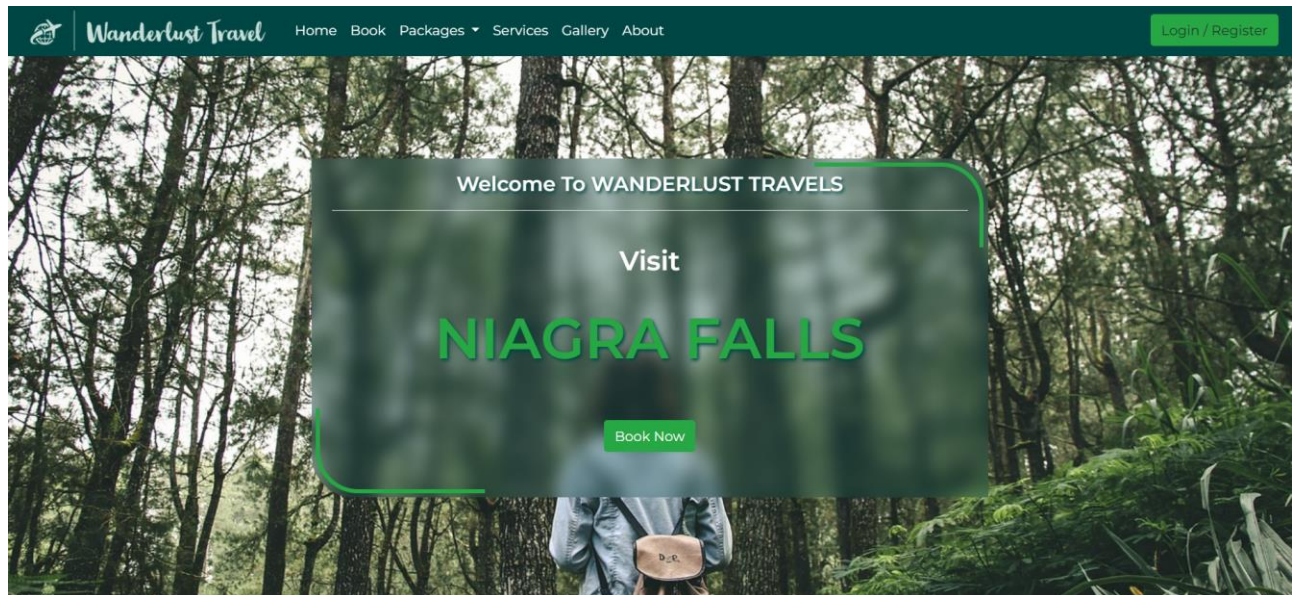 Wanderlust Travel Home Book Packages Services Gallery About Login / Register
Welcome To WANDERLUST TRAVELS
Visit
NIAGRA FALLS
Book Now